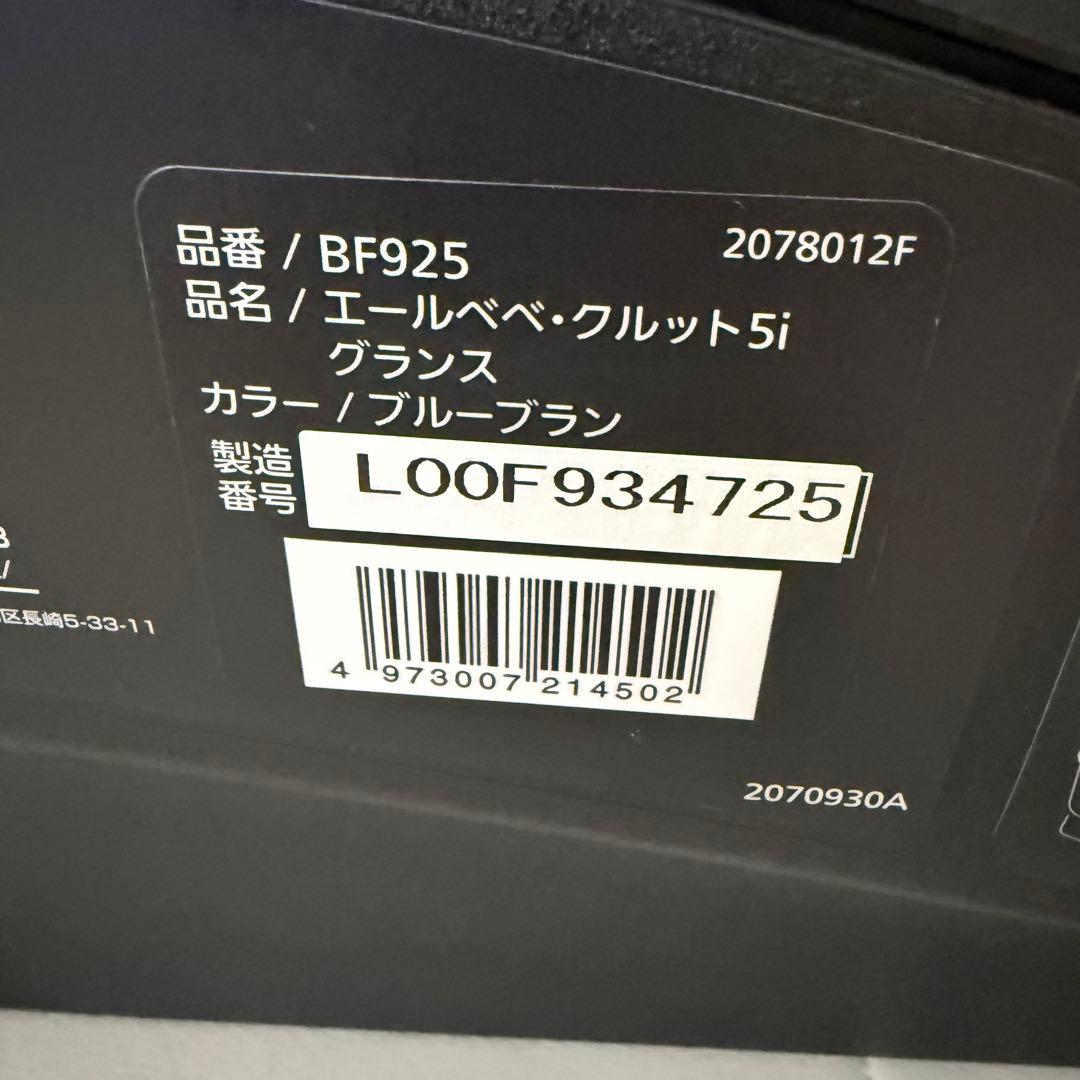 品番 / BF925
2078012F
品名 / エールベベ・クルット5i
グランス
カラー / ブルーブラン
製造
番号
L00F934725
区長崎5-33-11
4 973007 214502
2070930A